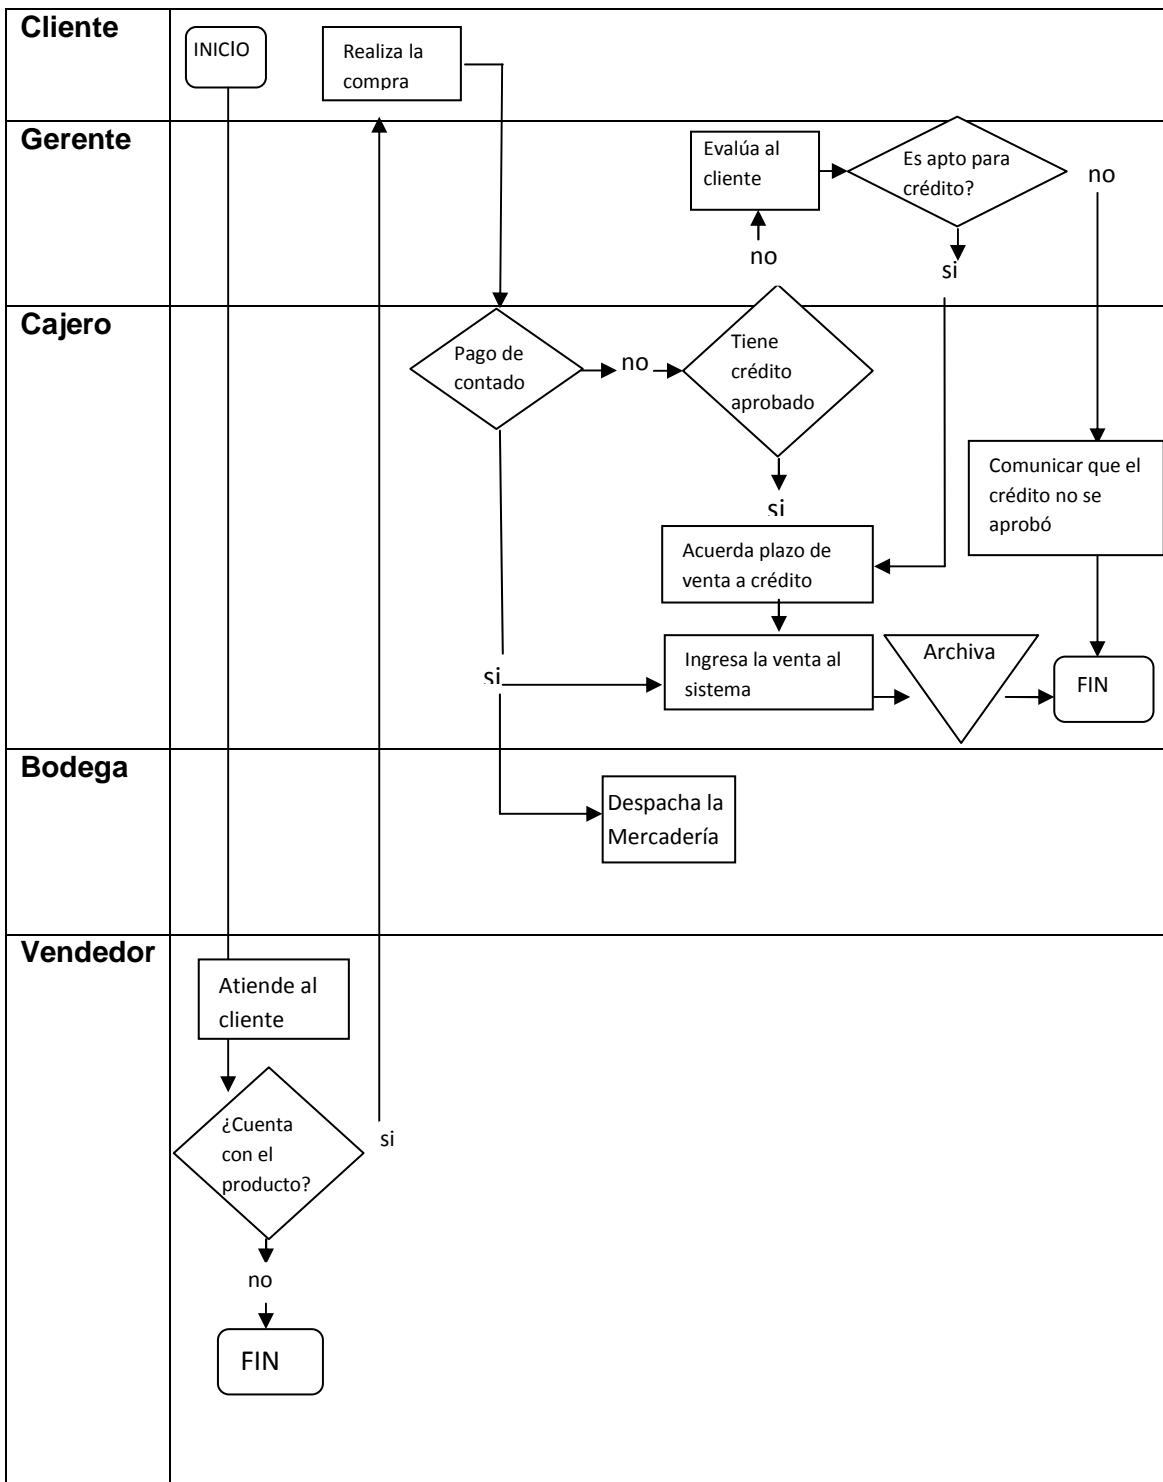 Cliente
INICIO
Realiza la
compra
Gerente
Evalúa al
cliente
Es apto para
crédito?
no
no
si
Cajero
Pago de
contado
no
Tiene
crédito
aprobado
Comunicar que el
crédito no se
aprobó
si
Acuerda plazo de
venta a crédito
si
Ingresa la venta al
sistema
Archiva
FIN
Bodega
Despacha la
Mercadería
Vendedor
Atiende al
cliente
¿Cuenta
con el
producto?
si
no
FIN